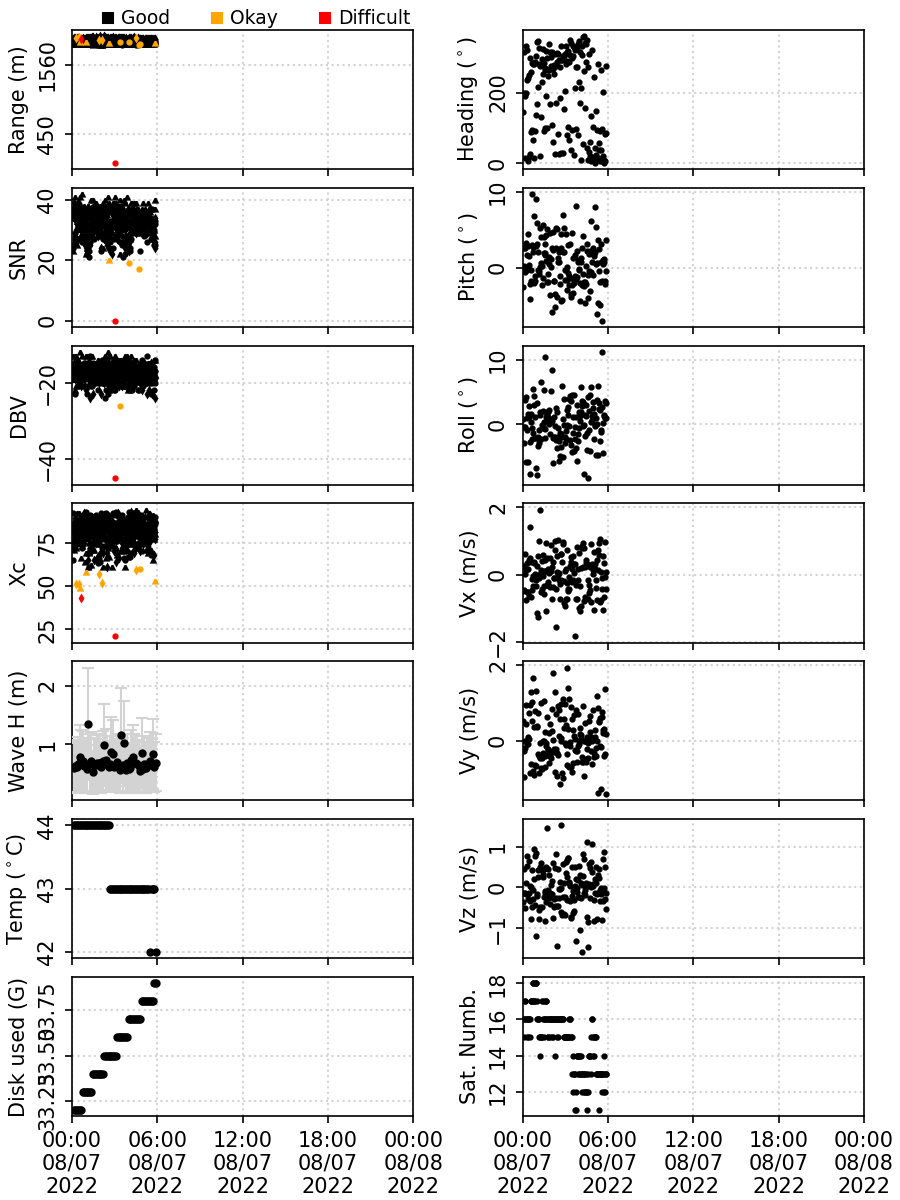 Good Okay Difficult
Range (m)
1560
450
Heading (°)
200
0
SNR
40
20
0
Pitch (°)
10
0
DBV
−20
−40
Roll (°)
10
0
Xc
75
50
25
Vx (m/s)
2
0
−2
Wave H (m)
2
1
Vy (m/s)
2
0
Temp (°C)
44
43
42
Vz (m/s)
1
0
−1
Disk used (G)
33.75
33.50
33.25
Sat. Numb.
18
16
14
12
00:00 06:00 12:00 18:00 00:00
08/07 08/07 08/07 08/07 08/08
2022 2022 2022 2022 2022
00:00 06:00 12:00 18:00 00:00
08/07 08/07 08/07 08/07 08/08
2022 2022 2022 2022 2022